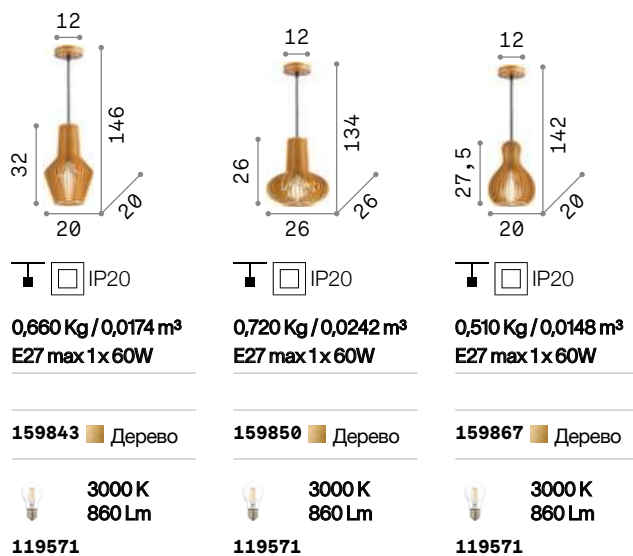 12
146
32
20
20
IP20
0,660 Kg / 0,0174 m³
E27 max 1 x 60W
159843 Дерево
3000 K
860 Lm
119571
12
134
26
26
26
IP20
0,720 Kg / 0,0242 m³
E27 max 1 x 60W
159850 Дерево
3000 K
860 Lm
119571
12
142
27,5
20
20
IP20
0,510 Kg / 0,0148 m³
E27 max 1 x 60W
159867 Дерево
3000 K
860 Lm
119571